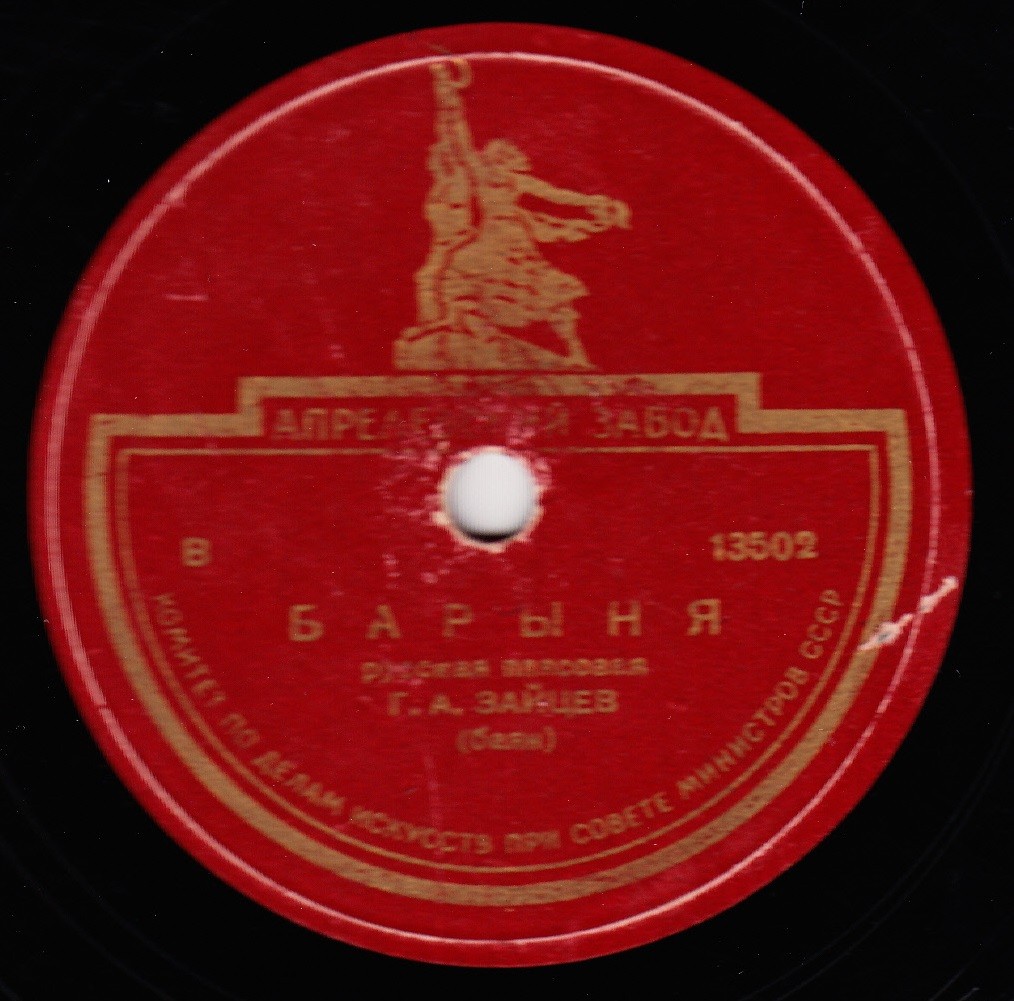 АПРЕЛЕВСКИЙ ЗАВОД
В 13502
БАРЫНЯ
русская плясовая
Г. А. ЗАЙЦЕВ
(баян)
КОМИТЕТ ПО ДЕЛАМ ИСКУССТВ ПРИ СОВЕТЕ МИНИСТРОВ СССР